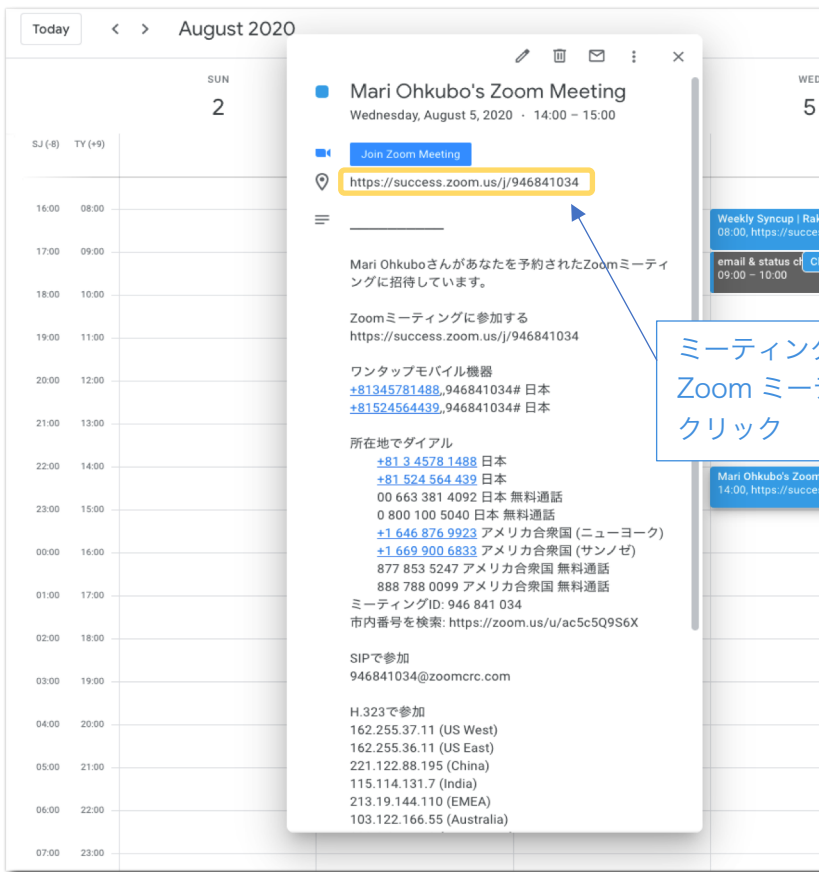 Today
August 2020
SUN
2
WED
5
SJ (-8) TY (+9)
16:00 08:00
17:00 09:00
18:00 10:00
19:00 11:00
20:00 12:00
21:00 13:00
22:00 14:00
23:00 15:00
00:00 16:00
01:00 17:00
02:00 18:00
03:00 19:00
04:00 20:00
05:00 21:00
06:00 22:00
07:00 23:00
Mari Ohkubo's Zoom Meeting
Wednesday, August 5, 2020 · 14:00 – 15:00
Join Zoom Meeting
https://success.zoom.us/j/946841034
Mari Ohkuboさんがあなたを予約されたZoomミーティ
ングに招待しています。
Zoomミーティングに参加する
https://success.zoom.us/j/946841034
ワンタップモバイル機器
+81345781488,,946841034# 日本
+81524564439,,946841034# 日本
所在地でダイアル
+81 3 4578 1488 日本
+81 524 564 439 日本
00 663 381 4092 日本 無料通話
0 800 100 5040 日本 無料通話
+1 646 876 9923 アメリカ合衆国 (ニューヨーク)
+1 669 900 6833 アメリカ合衆国 (サンノゼ)
877 853 5247 アメリカ合衆国 無料通話
888 788 0099 アメリカ合衆国 無料通話
ミーティングID: 946 841 034
市内番号を検索: https://zoom.us/u/ac5c5Q9S6X
SIPで参加
946841034@zoomcrc.com
H.323で参加
162.255.37.11 (US West)
162.255.36.11 (US East)
221.122.88.195 (China)
115.114.131.7 (India)
213.19.144.110 (EMEA)
103.122.166.55 (Australia)
Weekly Syncup | Rak
08:00, https://succes
email & status ch
09:00 – 10:00
ミーティング
Zoom ミーテ
クリック
Mari Ohkubo's Zoom
14:00, https://succes